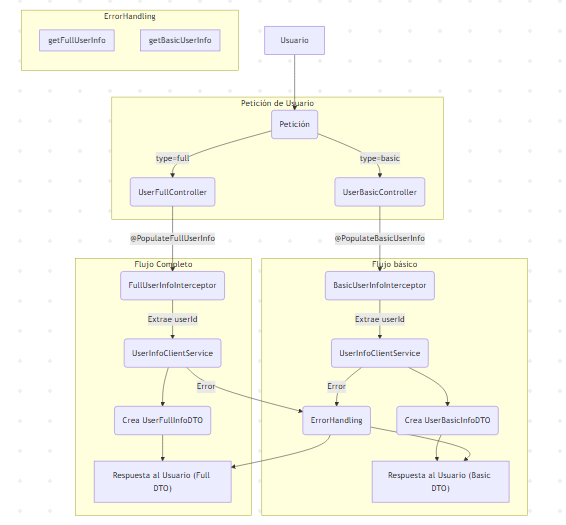 ErrorHandling
getFullUserInfo
getBasicUserInfo
Usuario
Petición de Usuario
Petición
type=full
type=basic
UserFullController
UserBasicController
@PopulateFullUserInfo
@PopulateBasicUserInfo
Flujo Completo
Flujo básico
FullUserInfoInterceptor
BasicUserInfoInterceptor
Extrae userId
Extrae userId
UserInfoClientService
UserInfoClientService
Error
Error
Crea UserFullInfoDTO
ErrorHandling
Crea UserBasicInfoDTO
Respuesta al Usuario (Full
DTO)
Respuesta al Usuario (Basic
DTO)